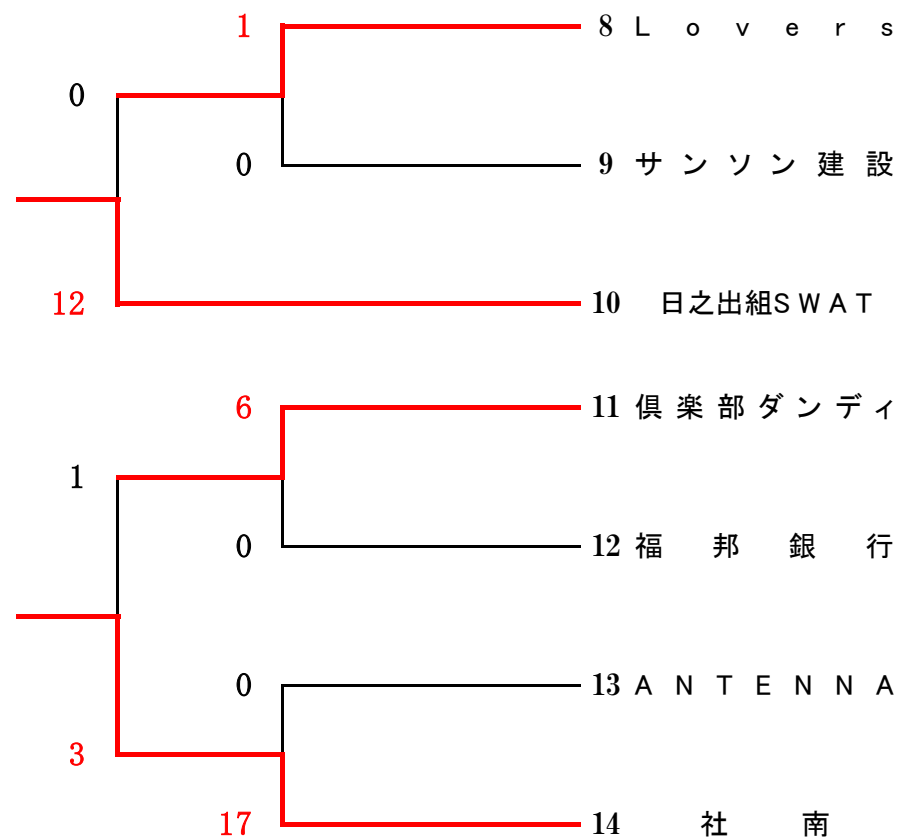 1 8 Lovers
0
0 9 サンソン建設
12 10 日之出組SWAT
6 11 倶楽部ダンディ
1
0 12 福邦銀行
0 13 ANTENNA
3
17 14 社南